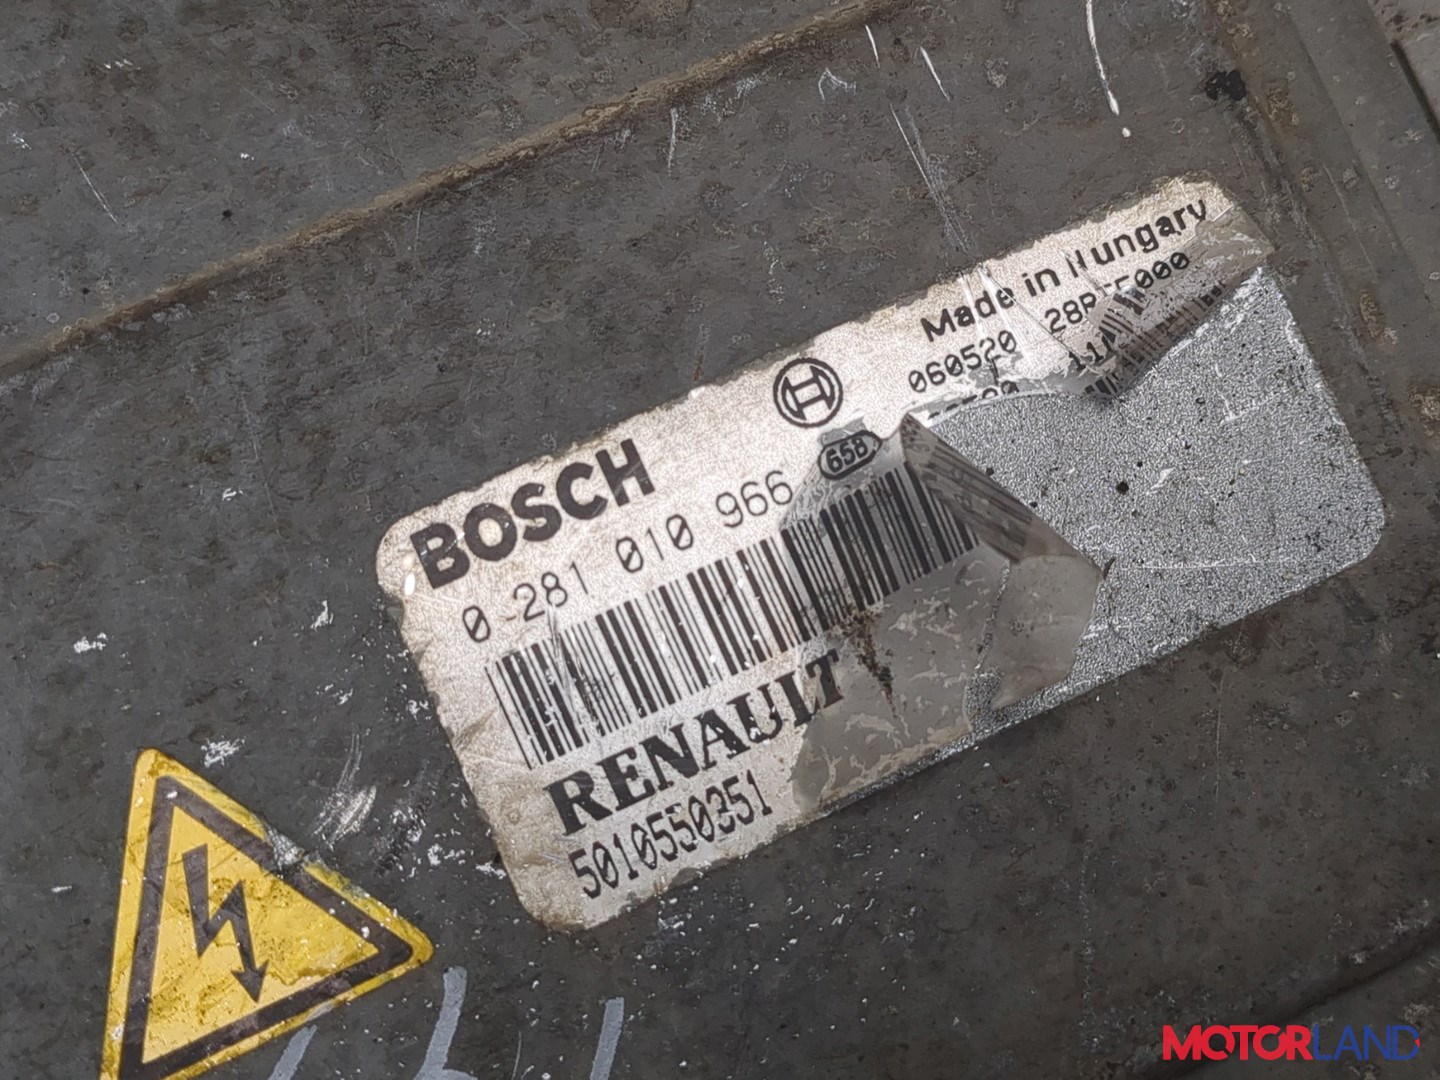 Made in Hungary
060520
BOSCH
0 281 010 966
658
RENAULT
5010550351
MOTORLAND